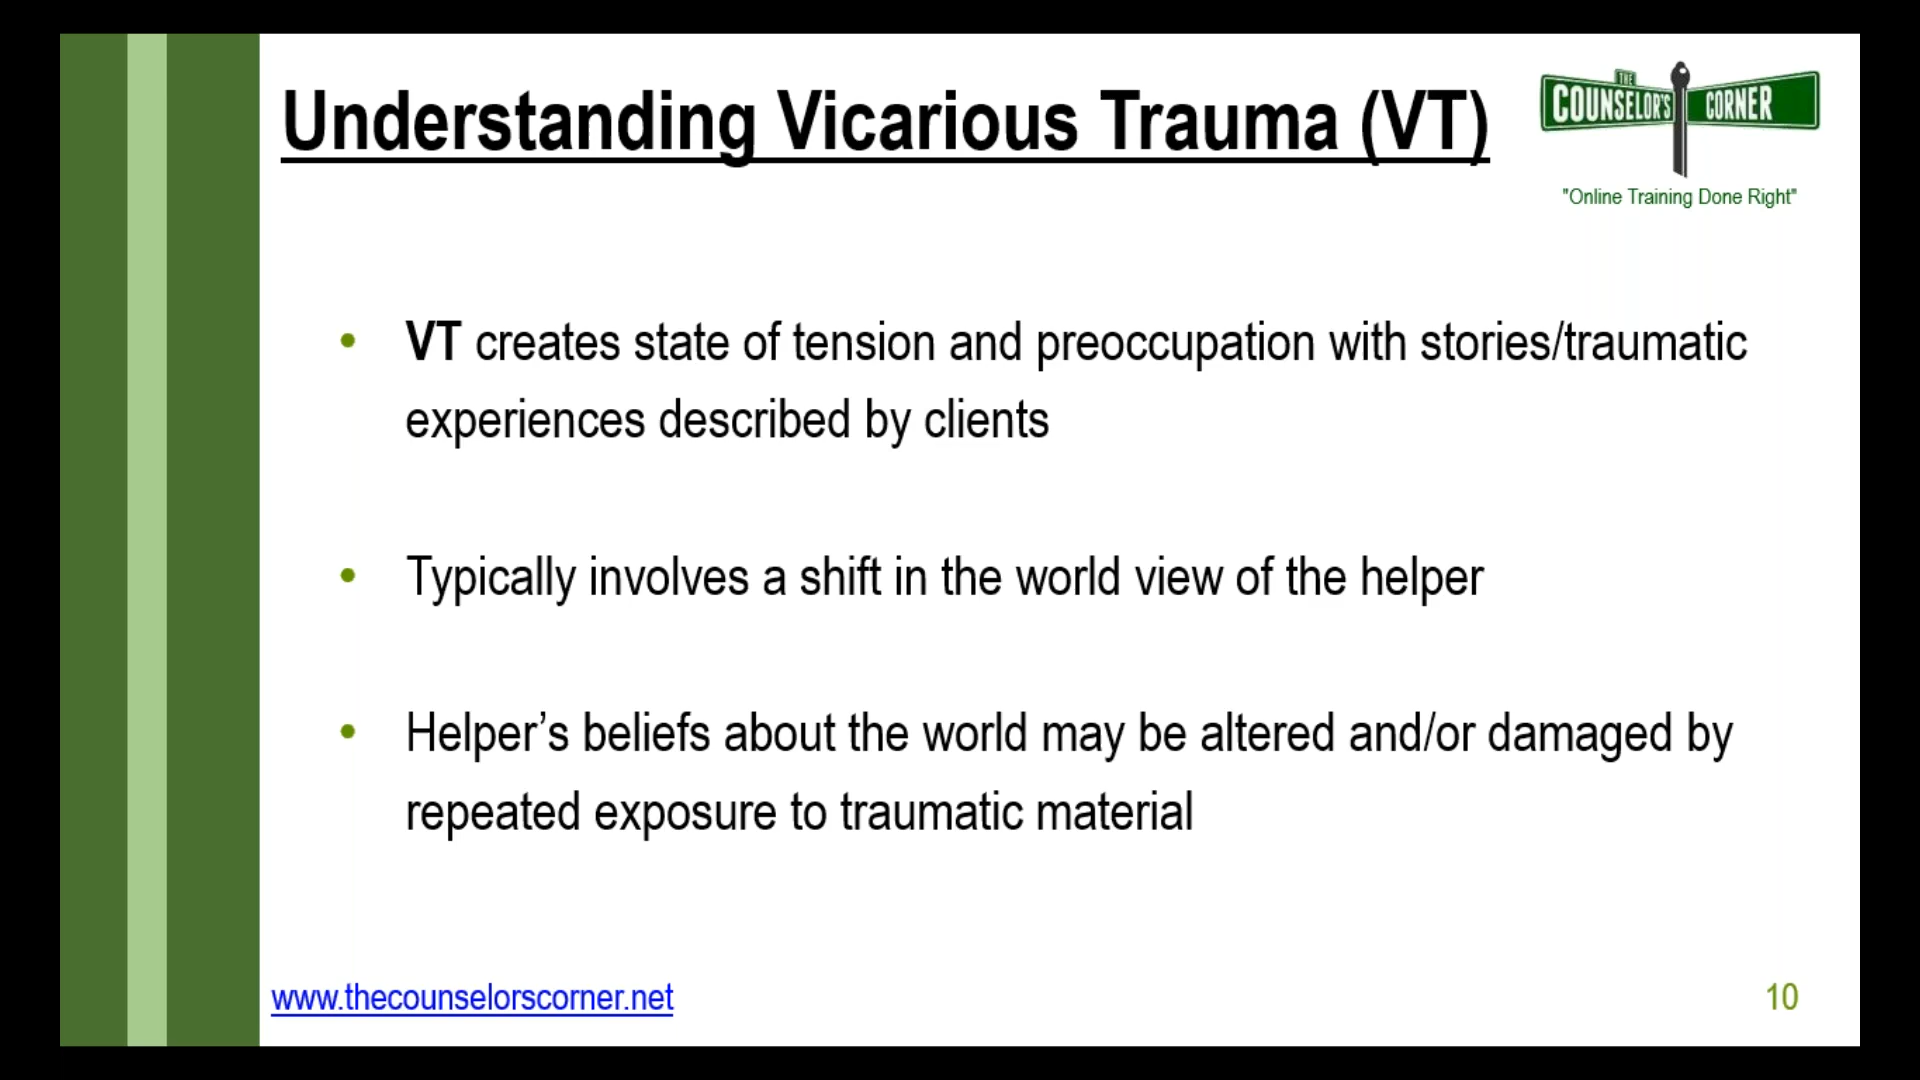 Understanding Vicarious Trauma (VT)
THE
COUNSELOR'S CORNER
"Online Training Done Right"
• VT creates state of tension and preoccupation with stories/traumatic
experiences described by clients
• Typically involves a shift in the world view of the helper
• Helper’s beliefs about the world may be altered and/or damaged by
repeated exposure to traumatic material
www.thecounselorscorner.net
10